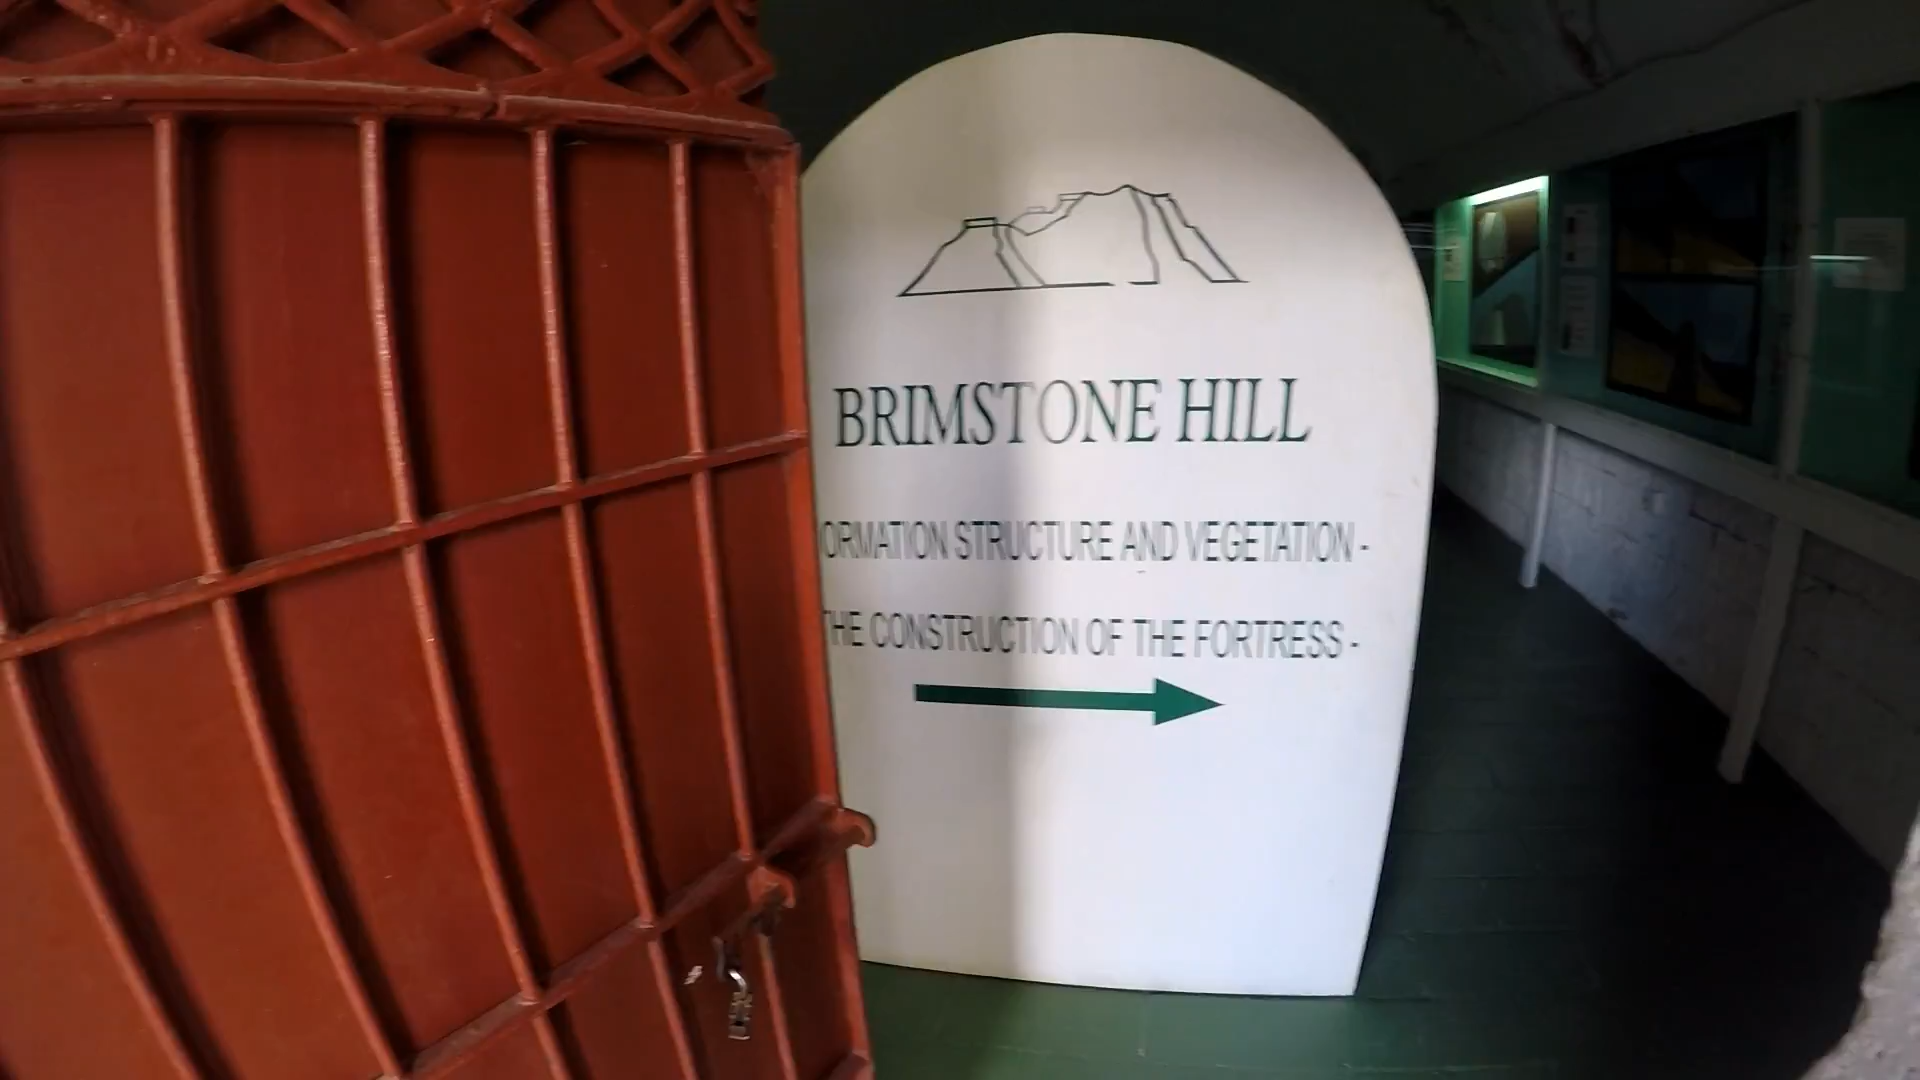 BRIMSTONE HILL
ORMATION STRUCTURE AND VEGETATION -
THE CONSTRUCTION OF THE FORTRESS -